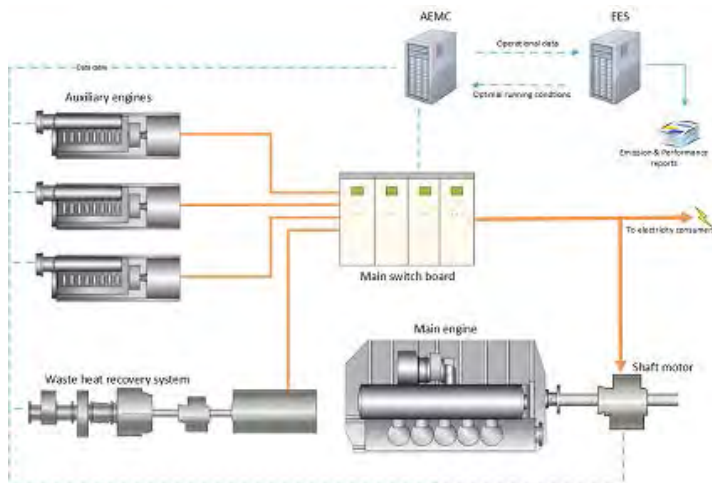 AEMC
EES
Operational data
Data
Optimal running conditions
Auxiliary engines
Emission & Performance
reports
To electricity consumers
Main switch board
Main engine
Shaft motor
Waste heat recovery system